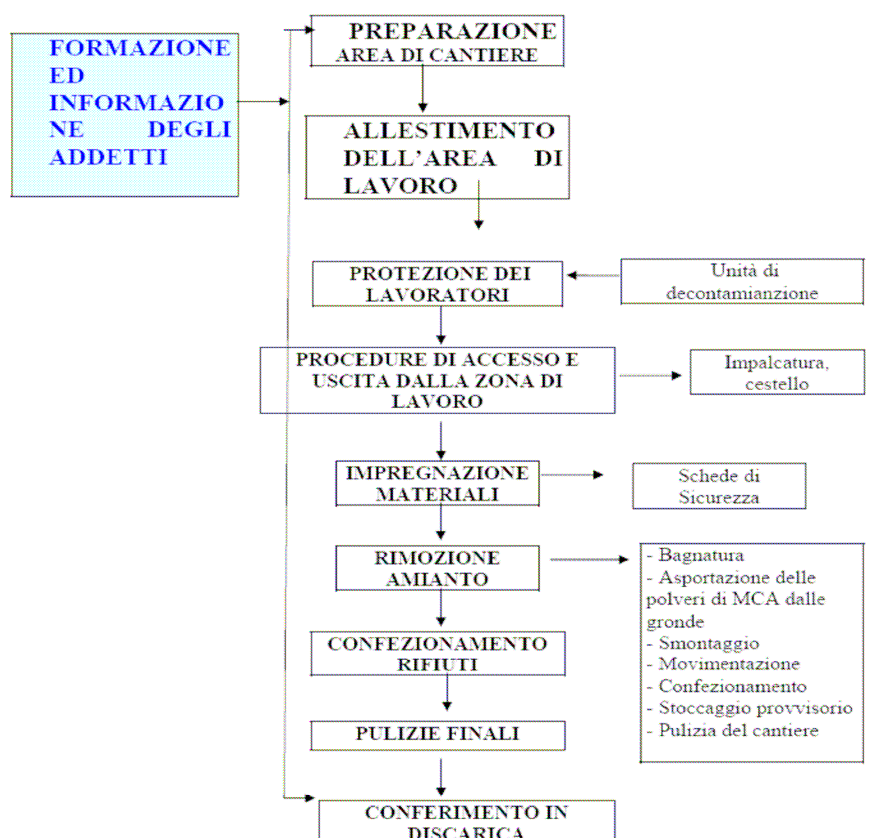 FORMAZIONE
ED
INFORMAZIO
NE DEGLI
ADDETTI
PREPARAZIONE
AREA DI CANTIERE
ALLESTIMENTO
DELL'AREA DI
LAVORO
PROTEZIONE DEI
LAVORATORI
Unità di
decontamianzione
PROCEDURE DI ACCESSO E
USCITA DALLA ZONA DI
LAVORO
Impalcatura,
cestello
IMPREGNAZIONE
MATERIALI
Schede di
Sicurezza
RIMOZIONE
AMIANTO
- Bagnatura
- Asportazione delle
polveri di MCA dalle
gronde
- Smontaggio
- Movimentazione
- Confezionamento
- Stoccaggio provvisorio
- Pulizia del cantiere
CONFEZIONAMENTO
RIFIUTI
PULIZIE FINALI
CONFERIMENTO IN
DISCARICA